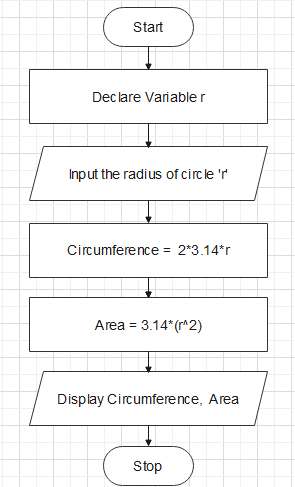 Start
Declare Variable r
Input the radius of circle 'r'
Circumference = 2*3.14*r
Area = 3.14*(r^2)
Display Circumference, Area
Stop